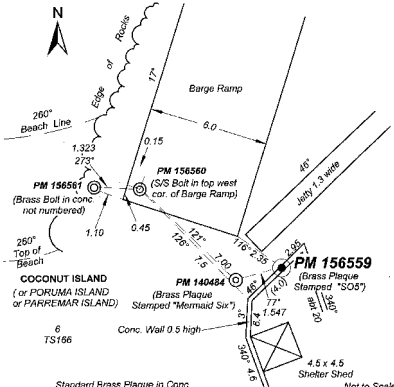 N
Edge of Rocks
17°
Barge Ramp
6.0
260°
Beach Line
0.15
1.323
273°
PM 156560
(S/S Bolt in top west
cor. of Barge Ramp)
PM 156561
(Brass Bolt in conc.
not numbered)
1.10
0.45
46°
Jetty 1.3 wide
121°
7.00
126°
7.5
116°
2.35
2.95
260°
Top of
Beach
PM 156559
(Brass Plaque
Stamped "SO5")
COCONUT ISLAND
( or PORUMA ISLAND
or PARREMAR ISLAND)
PM 140484
(Brass Plaque
Stamped "Mermaid Six")
46°
(4.0)
77°
1.547
340°
abt 20
6
TS166
Conc. Wall 0.5 high
3°
6.4
340°
4.6
4.5 x 4.5
Shelter Shed
Standard Brass Plaque in Conc.
Not to Scale